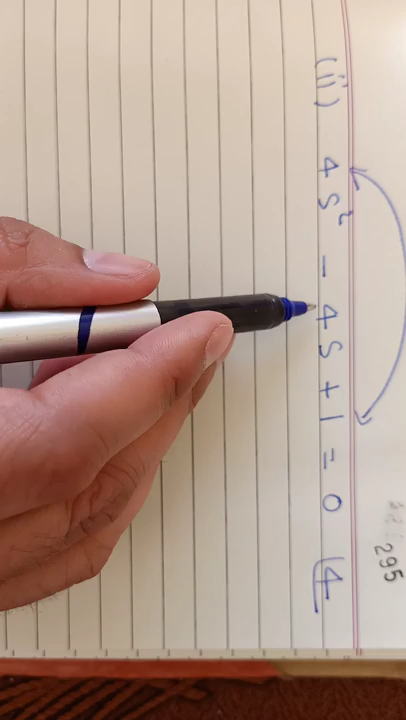 (ii) 4s² - 4s + 1 = 0 4
295